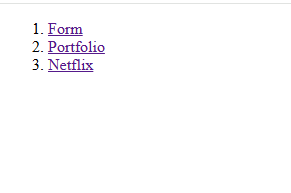 1. Form
2. Portfolio
3. Netflix